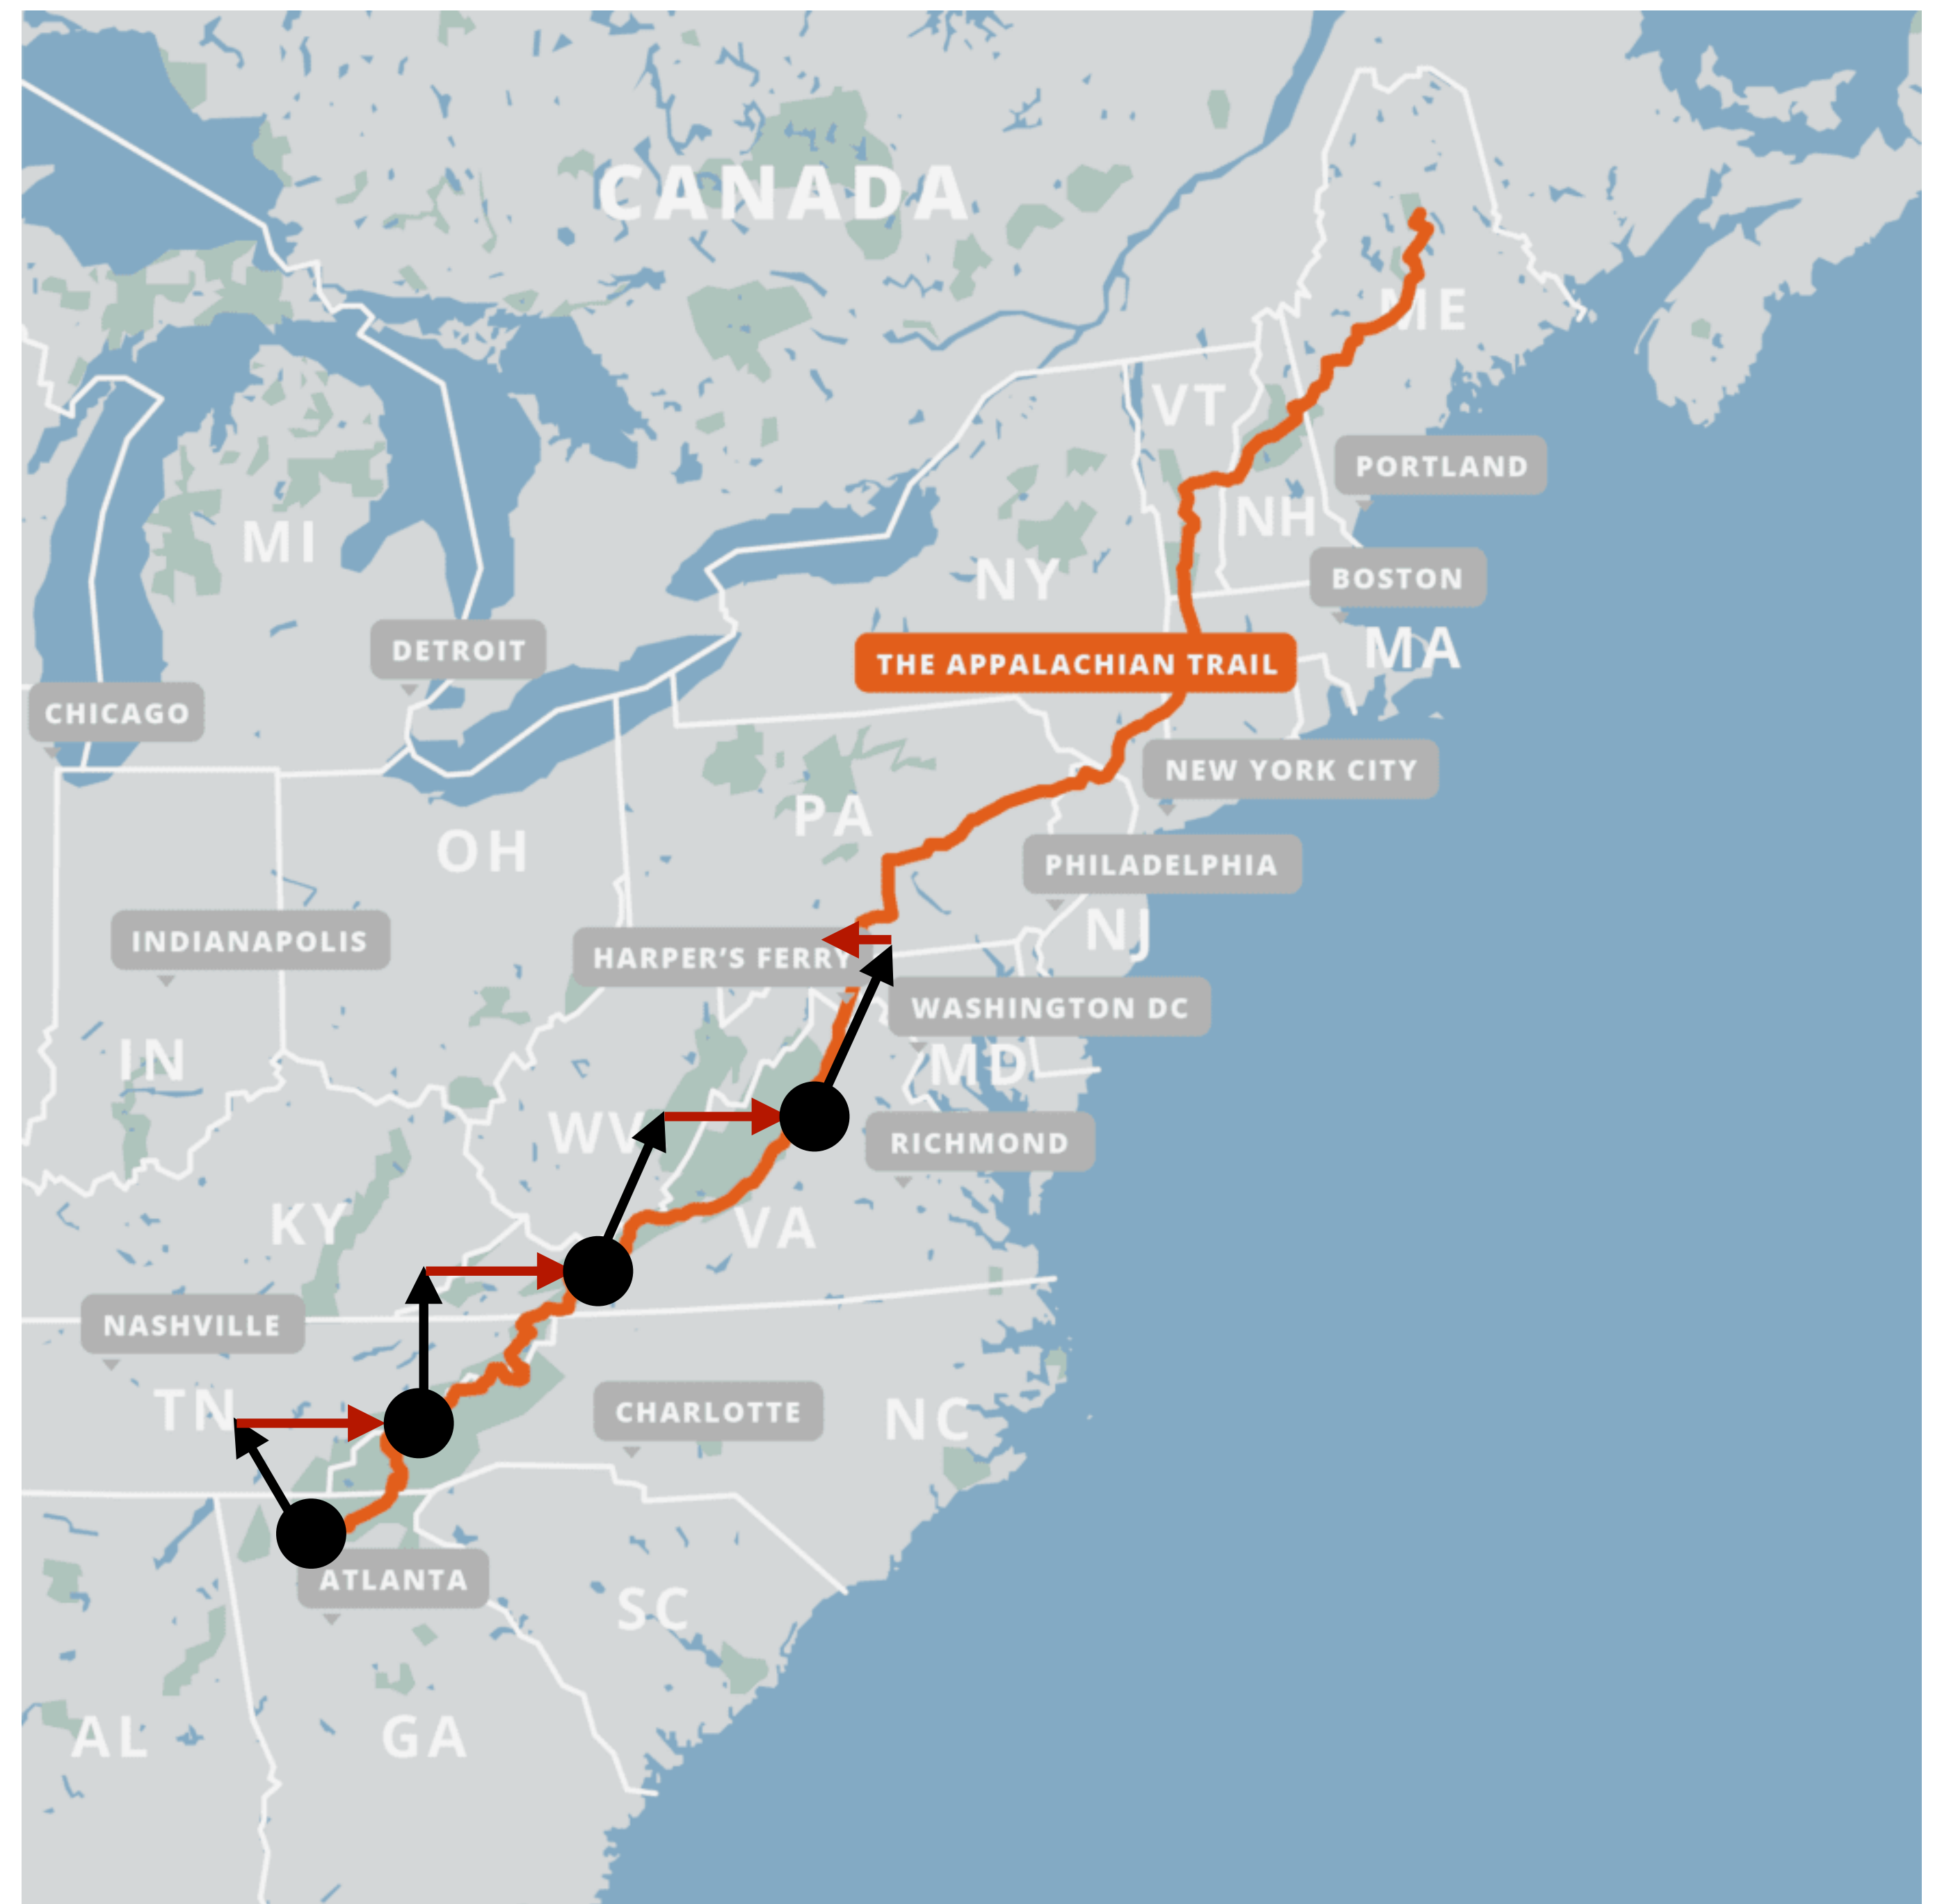 CANADA
ME
VT
PORTLAND
NH
MI
BOSTON
NY
MA
DETROIT
THE APPALACHIAN TRAIL
CHICAGO
NEW YORK CITY
PA
OH
PHILADELPHIA
NJ
INDIANAPOLIS
HARPER'S FERRY
WASHINGTON DC
IN
MD
WV
RICHMOND
KY
VA
NASHVILLE
TN
CHARLOTTE
NC
ATLANTA
SC
AL
GA